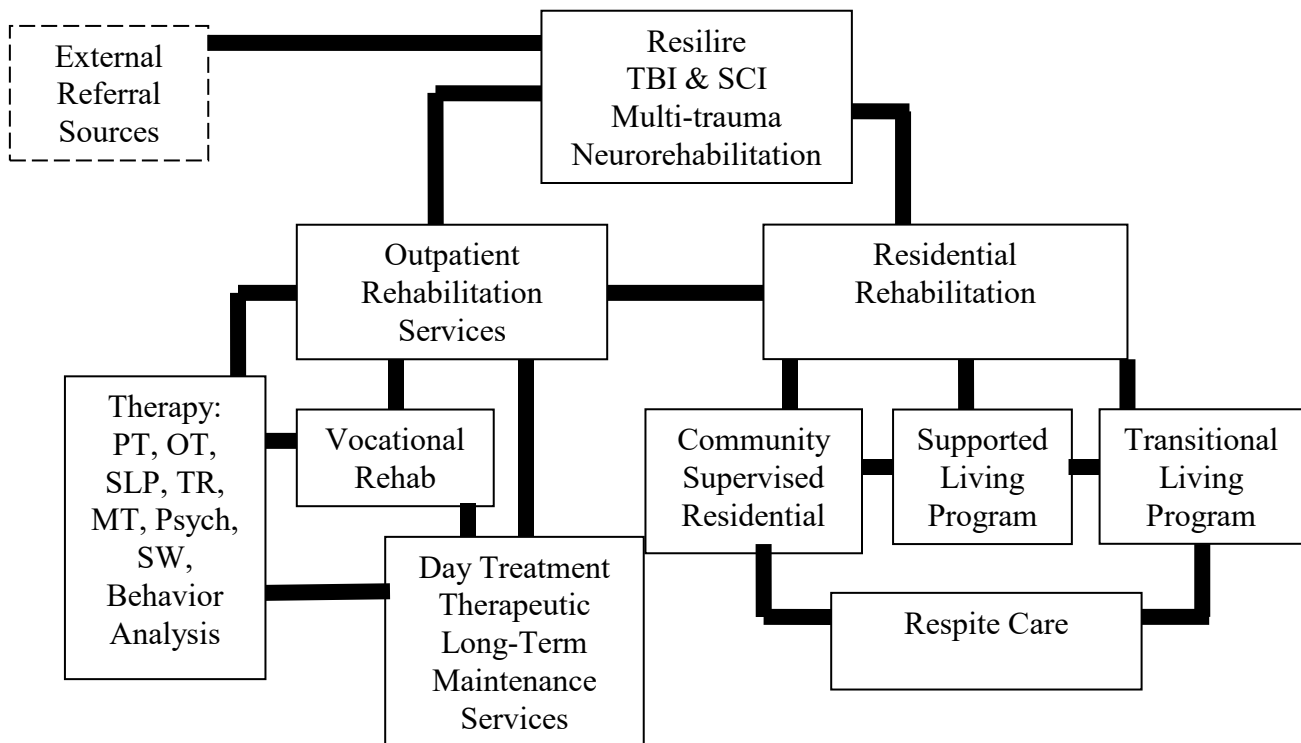 External
Referral
Sources
Resilire
TBI & SCI
Multi-trauma
Neurorehabilitation
Outpatient
Rehabilitation
Services
Residential
Rehabilitation
Therapy:
PT, OT,
SLP, TR,
MT, Psych,
SW,
Behavior
Analysis
Vocational
Rehab
Day Treatment
Therapeutic
Long-Term
Maintenance
Services
Community
Supervised
Residential
Supported
Living
Program
Transitional
Living
Program
Respite Care